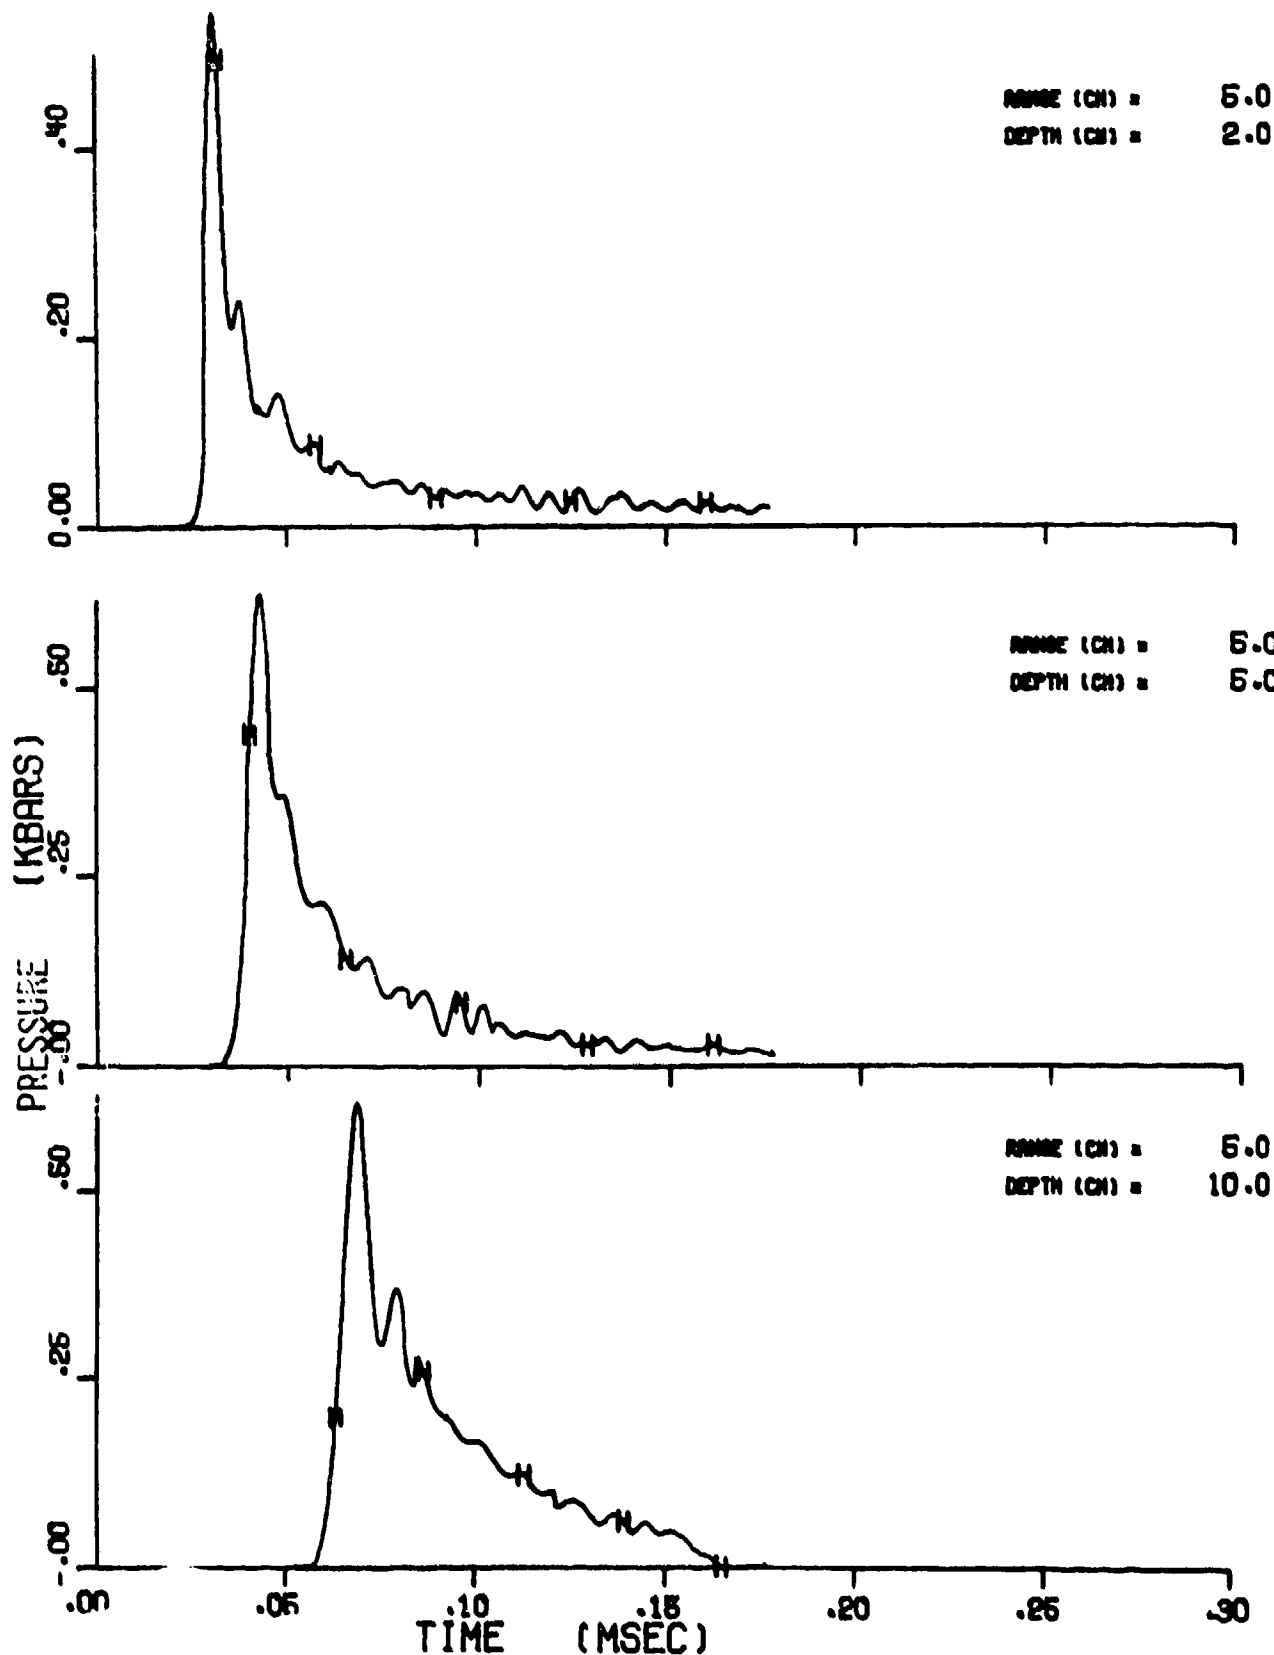 RANGE (CM) = 5.0
DEPTH (CM) = 2.0
.40
.20
0.00
RANGE (CM) = 5.0
DEPTH (CM) = 5.0
.50
.25
-.00
PRESSURE (KBARS)
RANGE (CM) = 5.0
DEPTH (CM) = 10.0
.50
.25
-.00
.00 .05 .10 .15 .20 .25 .30
TIME (MSEC)